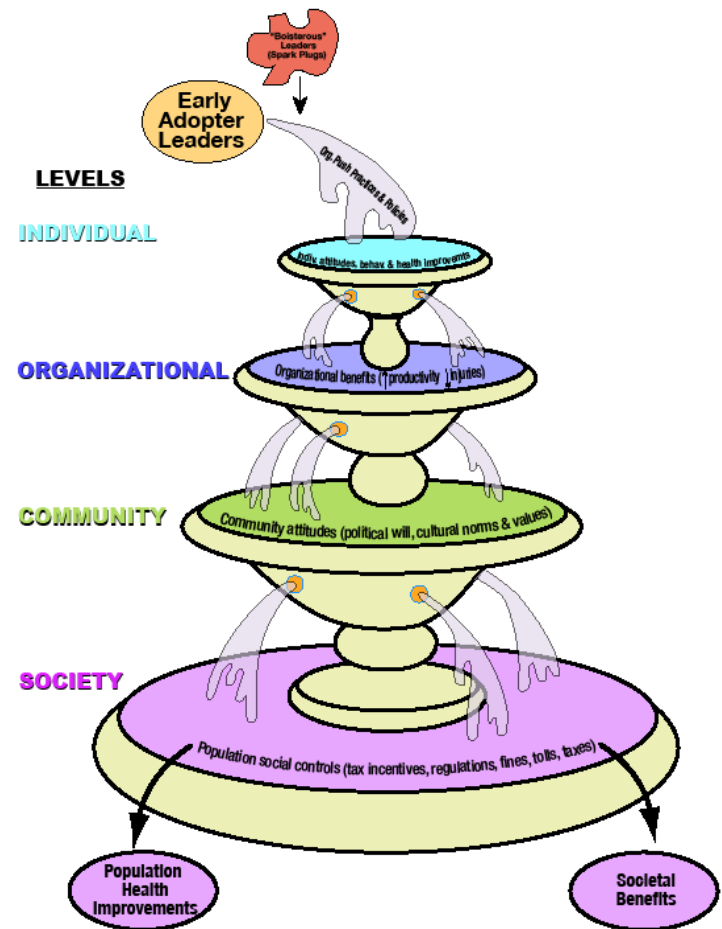 "Boisterous"
Leaders
(Spark Plugs)
Early
Adopter
Leaders
Org. Push Practices & Policies
LEVELS
INDIVIDUAL
Indiv. attitudes, behav. & health improvemts
ORGANIZATIONAL
Organizational benefits (↑productivity ↓injuries)
COMMUNITY
Community attitudes (political will, cultural norms & values)
SOCIETY
Population social controls (tax incentives, regulations, fines, tolls, taxes)
Population
Health
Improvements
Societal
Benefits